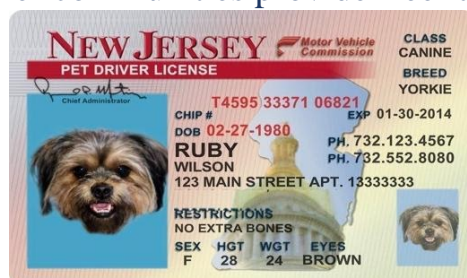 NEW JERSEY Motor Vehicle Commission
PET DRIVER LICENSE
CLASS
CANINE
BREED
YORKIE
Chief Administrator
T4595 33371 06821
CHIP # EXP 01-30-2014
DOB 02-27-1980
RUBY PH. 732.123.4567
WILSON PH. 732.552.8080
123 MAIN STREET APT. 13333333
RESTRICTIONS
NO EXTRA BONES
SEX HGT WGT EYES
F 28 24 BROWN